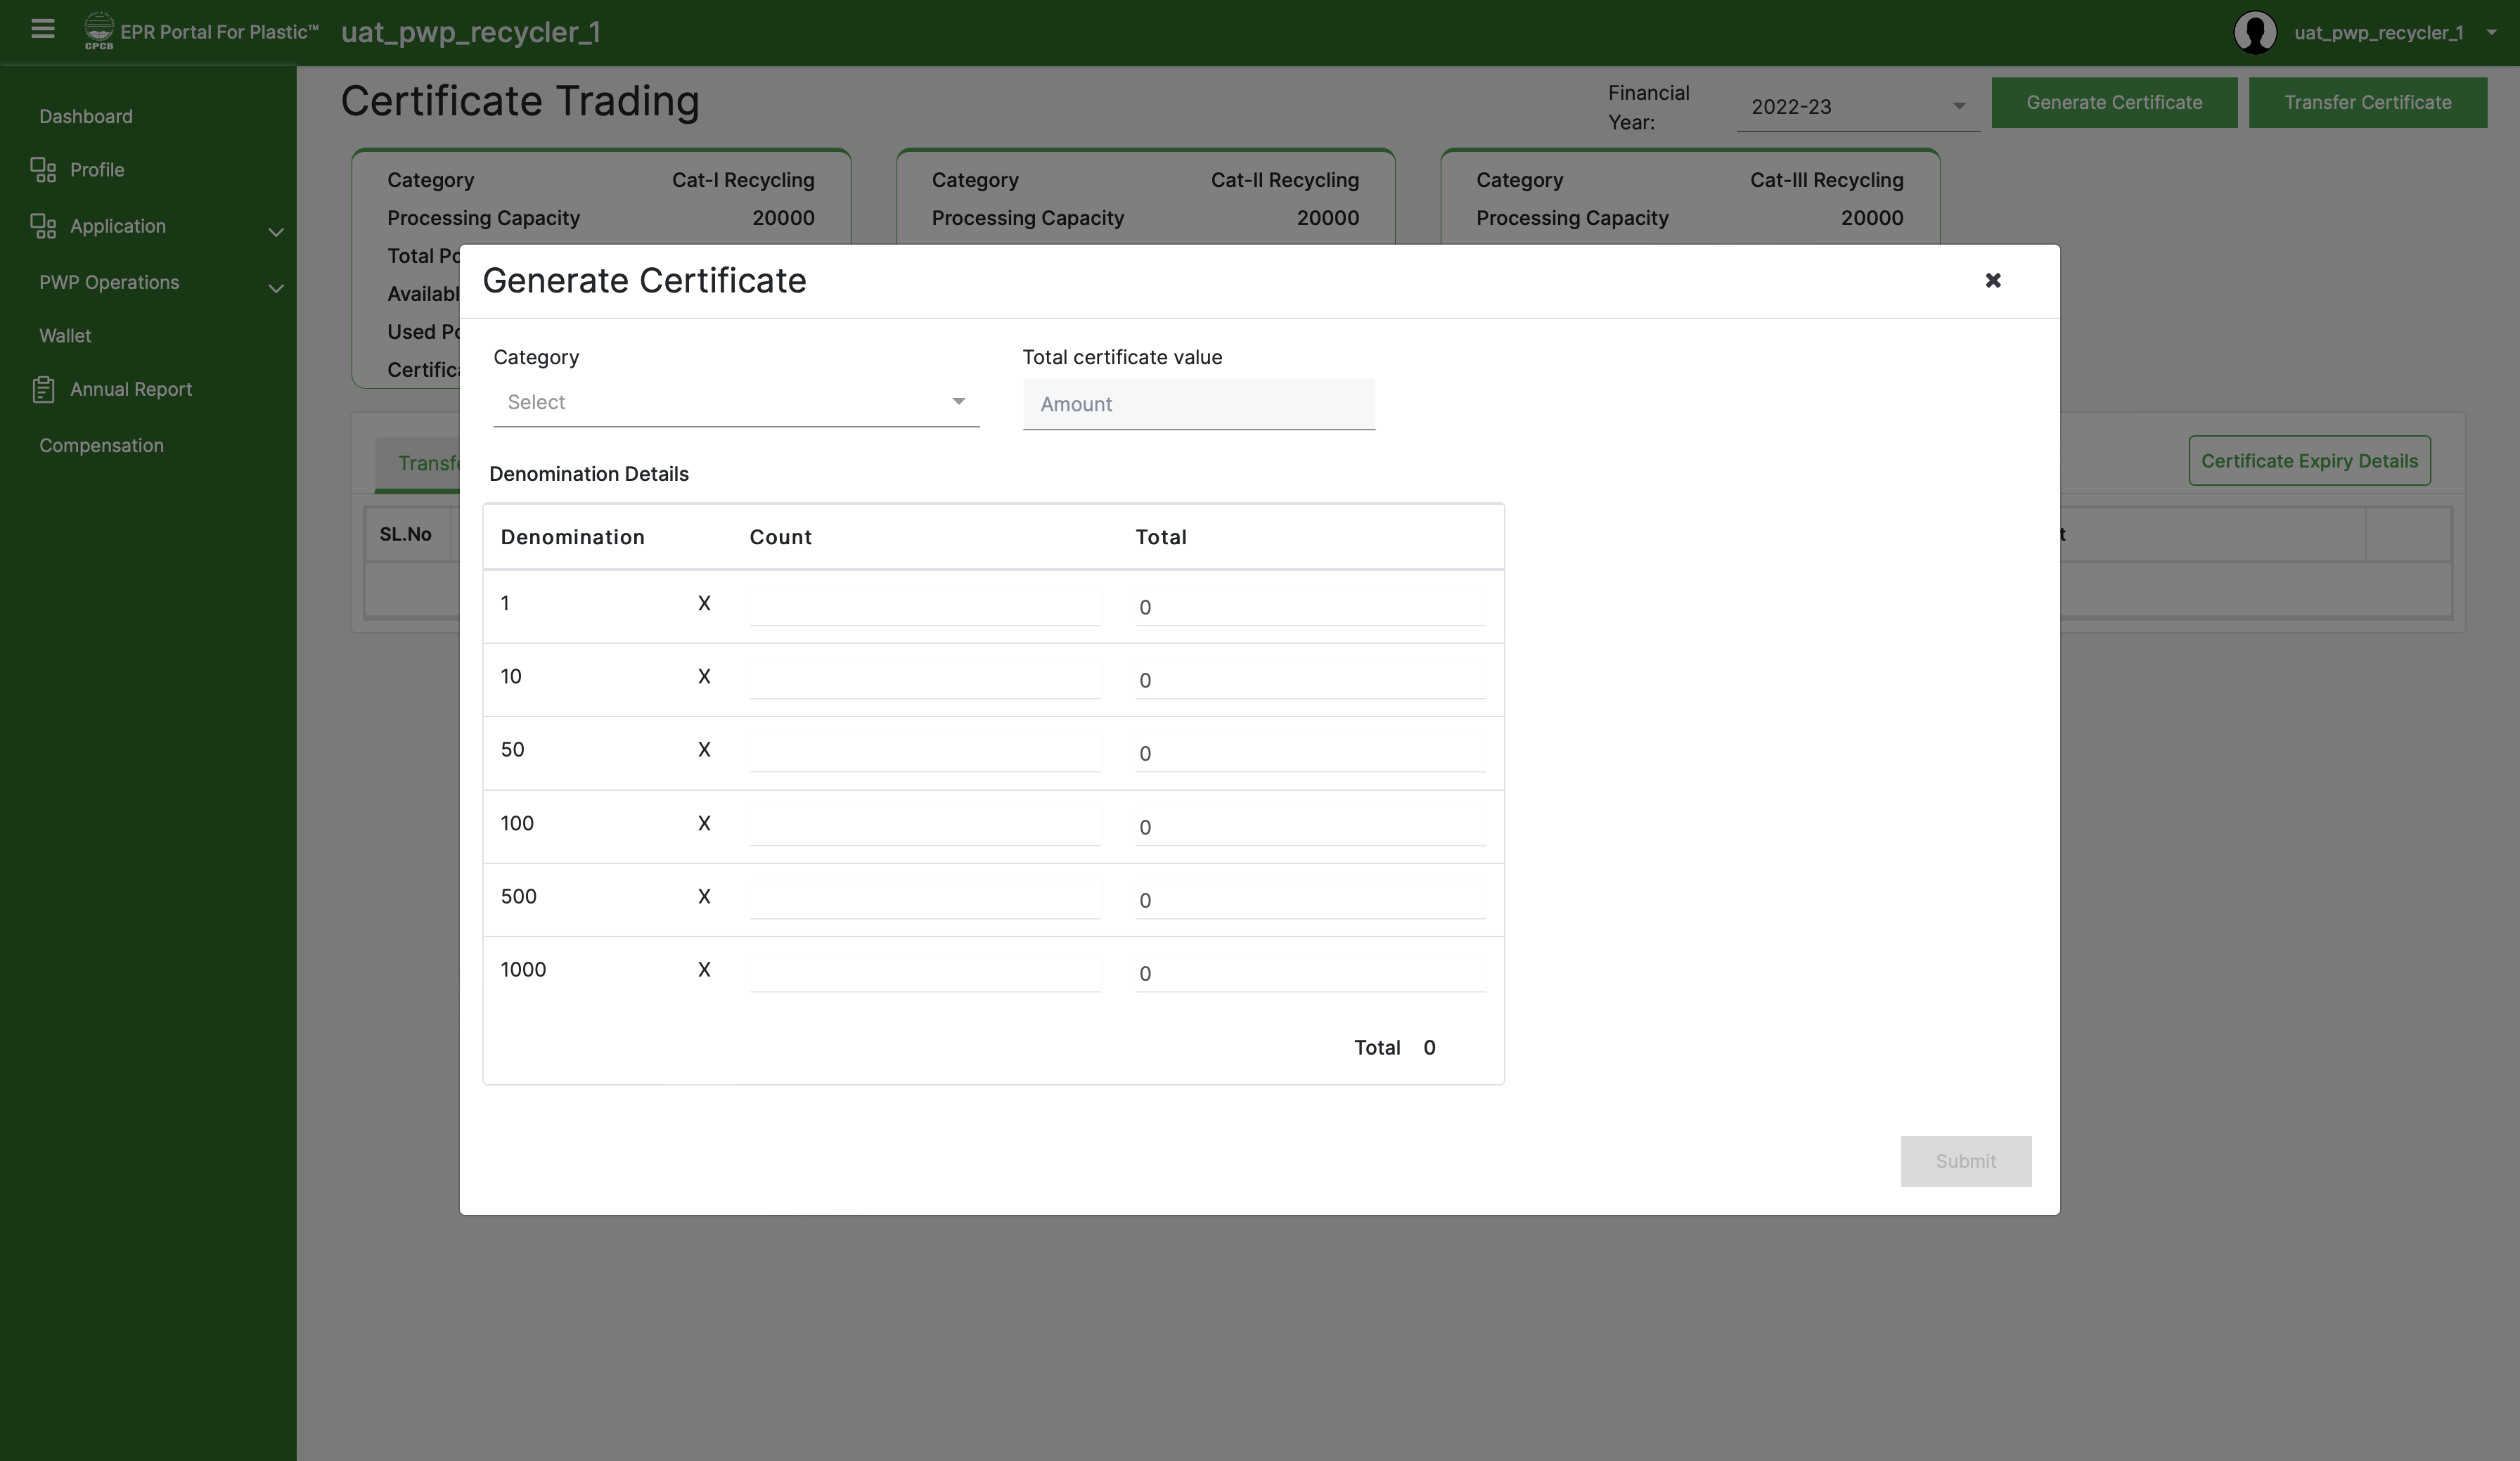 EPR Portal For Plastic™ uat_pwp_recycler_1 uat_pwp_recycler_1
CPCB
Dashboard
Profile
Application
PWP Operations
Wallet
Annual Report
Compensation
Certificate Trading
Financial Year:
2022-23
Generate Certificate
Transfer Certificate
Category Cat-I Recycling
Processing Capacity 20000
Total
Used
Category Cat-II Recycling
Processing Capacity 20000
Category Cat-III Recycling
Processing Capacity 20000
Certificate Expiry Details
SL.No
Generate Certificate ✖
Category
Select
Total certificate value
Amount
Denomination Details
Denomination Count Total
1 X 0
10 X 0
50 X 0
100 X 0
500 X 0
1000 X 0
Total 0
Submit